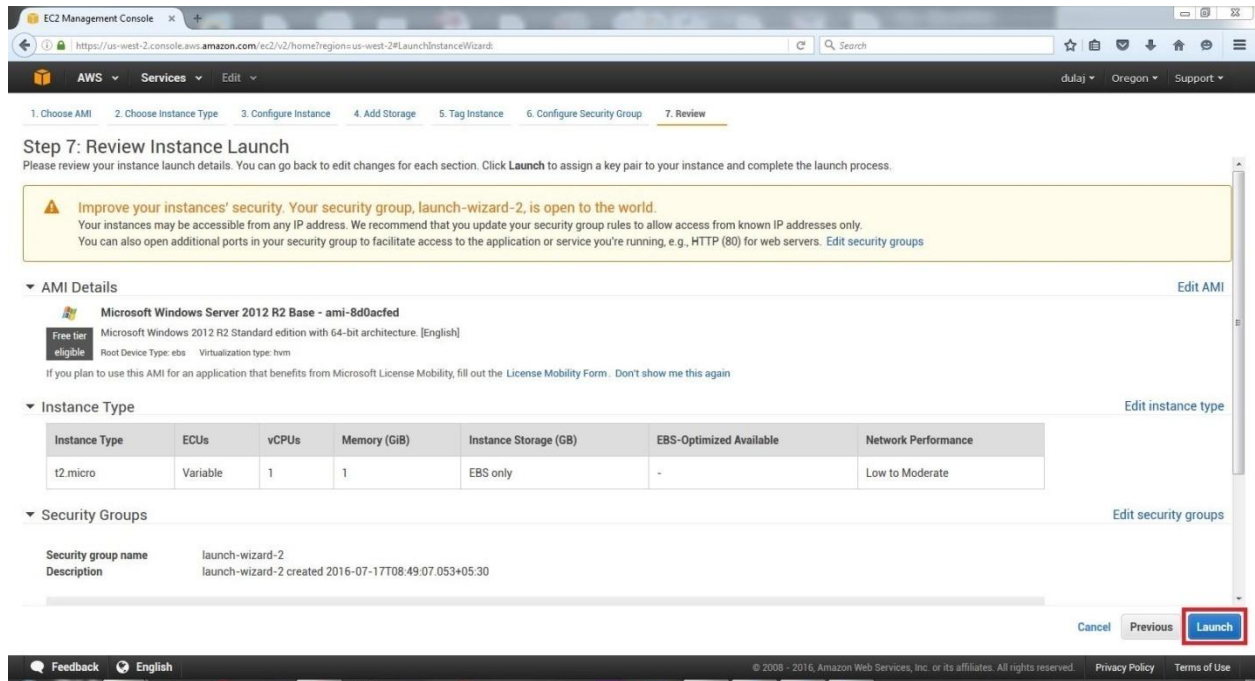 EC2 Management Console
https://us-west-2.console.aws.amazon.com/ec2/v2/home?region=us-west-2#LaunchInstanceWizard:
Search
AWS Services Edit dulaj Oregon Support
1. Choose AMI 2. Choose Instance Type 3. Configure Instance 4. Add Storage 5. Tag Instance 6. Configure Security Group 7. Review
Step 7: Review Instance Launch
Please review your instance launch details. You can go back to edit changes for each section. Click Launch to assign a key pair to your instance and complete the launch process.
Improve your instances' security. Your security group, launch-wizard-2, is open to the world.
Your instances may be accessible from any IP address. We recommend that you update your security group rules to allow access from known IP addresses only.
You can also open additional ports in your security group to facilitate access to the application or service you're running, e.g., HTTP (80) for web servers. Edit security groups
AMI Details Edit AMI
Microsoft Windows Server 2012 R2 Base - ami-8d0acfed
Free tier eligible
Microsoft Windows 2012 R2 Standard edition with 64-bit architecture. [English]
Root Device Type: ebs Virtualization type: hvm
If you plan to use this AMI for an application that benefits from Microsoft License Mobility, fill out the License Mobility Form. Don't show me this again
Instance Type Edit instance type
Instance Type ECUs vCPUs Memory (GiB) Instance Storage (GB) EBS-Optimized Available Network Performance
t2.micro Variable 1 1 EBS only - Low to Moderate
Security Groups Edit security groups
Security group name launch-wizard-2
Description launch-wizard-2 created 2016-07-17T08:49:07.053+05:30
Cancel Previous Launch
Feedback English © 2008 - 2016, Amazon Web Services, Inc. or its affiliates. All rights reserved. Privacy Policy Terms of Use